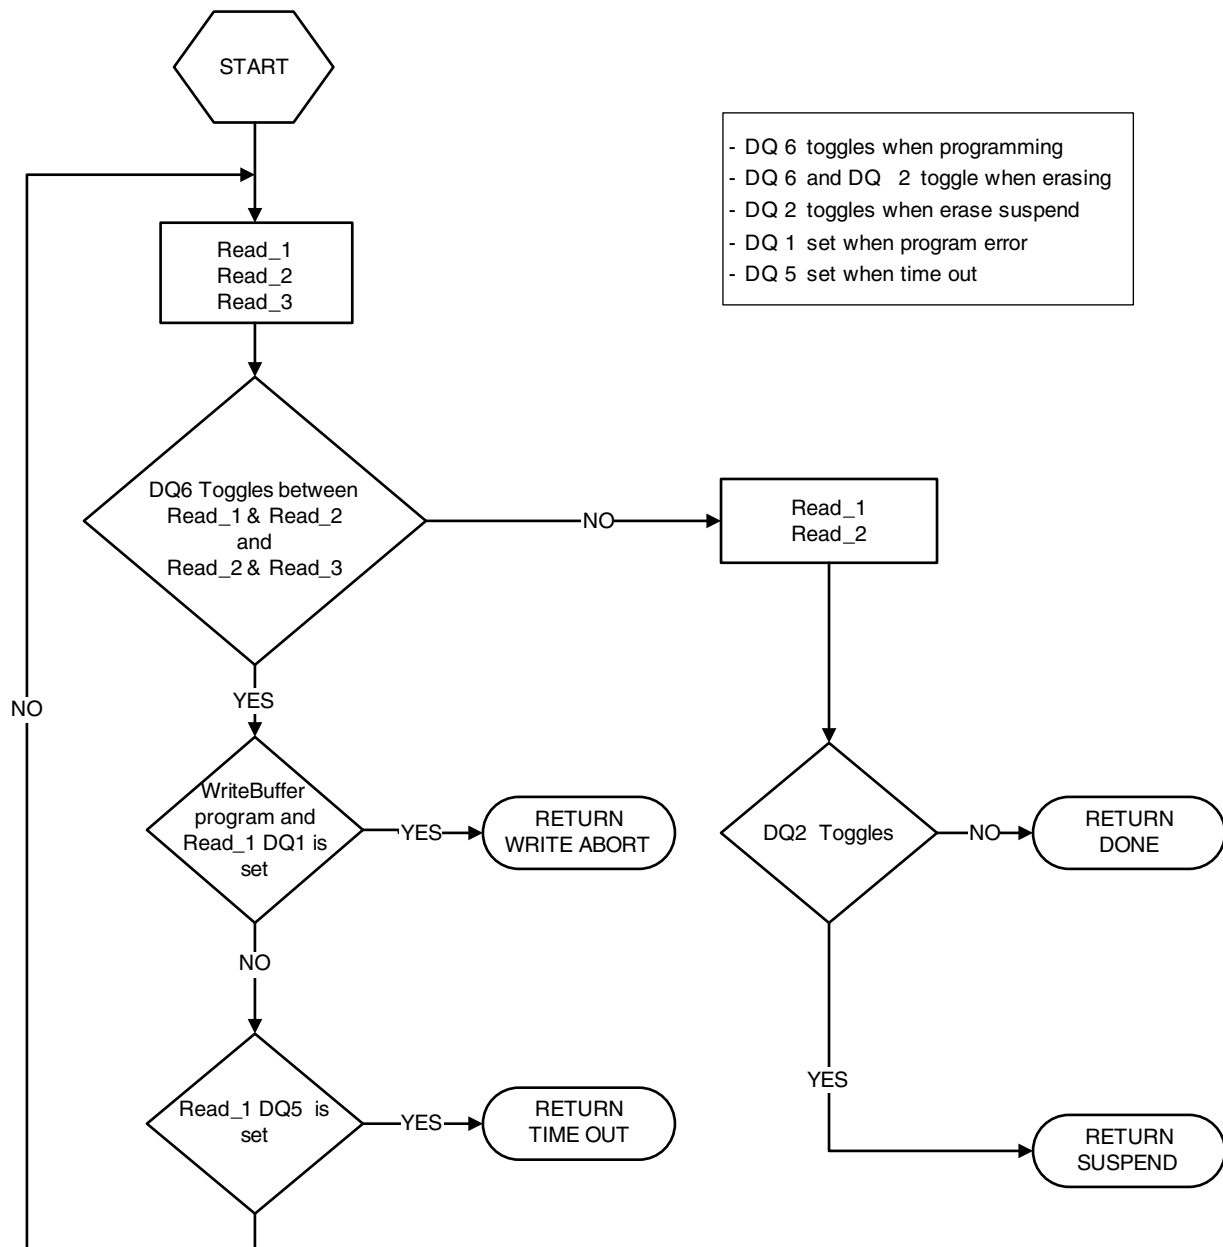 START
- DQ 6 toggles when programming
- DQ 6 and DQ 2 toggle when erasing
- DQ 2 toggles when erase suspend
- DQ 1 set when program error
- DQ 5 set when time out
Read_1
Read_2
Read_3
DQ6 Toggles between
Read_1 & Read_2
and
Read_2 & Read_3
NO
Read_1
Read_2
YES
NO
WriteBuffer
program and
Read_1 DQ1 is
set
YES
RETURN
WRITE ABORT
DQ2 Toggles
NO
RETURN
DONE
NO
YES
Read_1 DQ5 is
set
YES
RETURN
TIME OUT
RETURN
SUSPEND